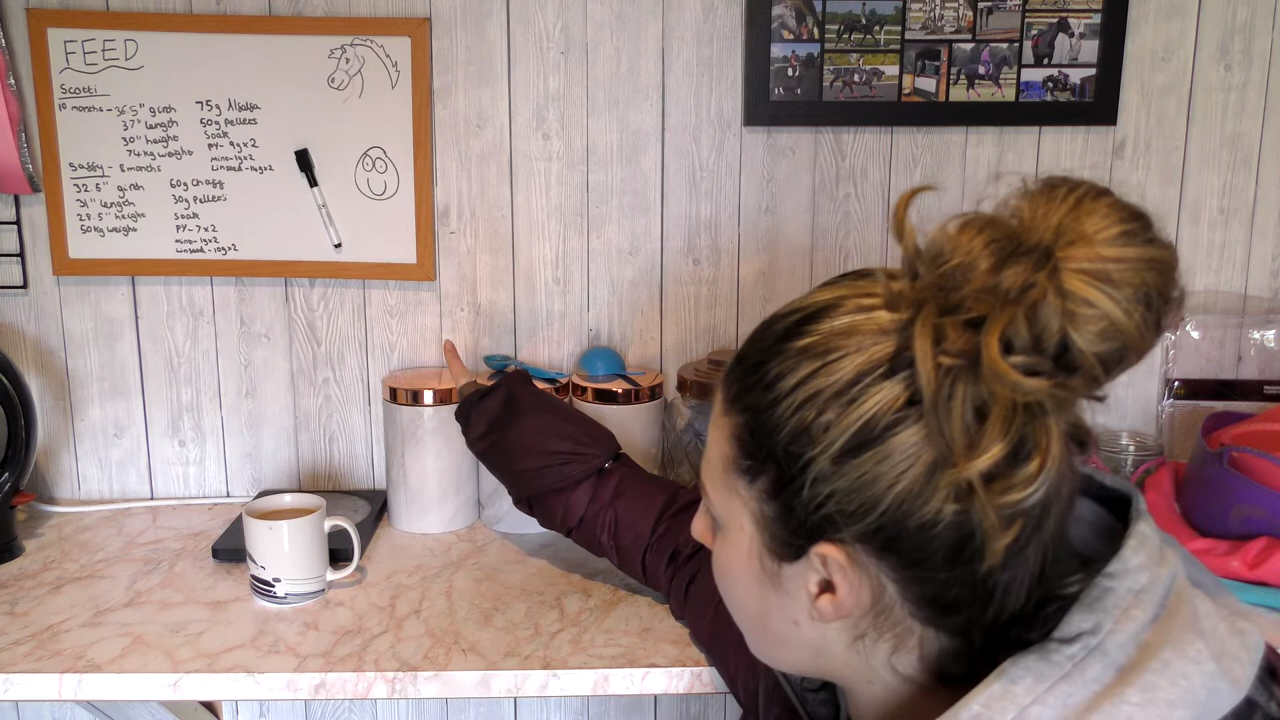 FEED
Scotti
10 months - 36.5" girth
37" length
30" height
74kg weight
75g Alfalfa
50g Pellets
Soak
PY- 9g x2
Mins-1g x2
Linseed-14g x2
Saffy - 8 months
32.5" girth
31" length
28.5" height
50kg weight
60g Chaff
30g Pellets
Soak
PY-7 x2
Mins-1g x2
Linseed-10g x2